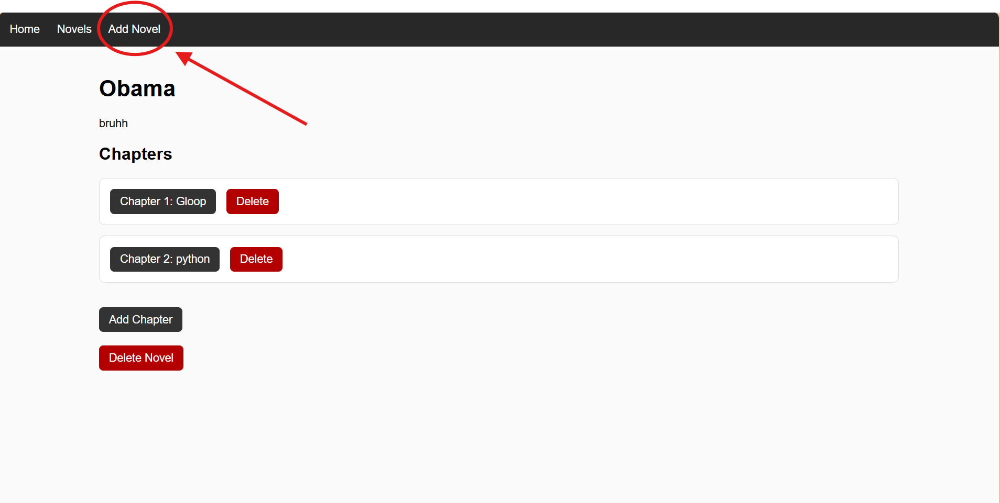 Home Novels Add Novel
Obama
bruhh
Chapters
Chapter 1: Gloop Delete
Chapter 2: python Delete
Add Chapter
Delete Novel